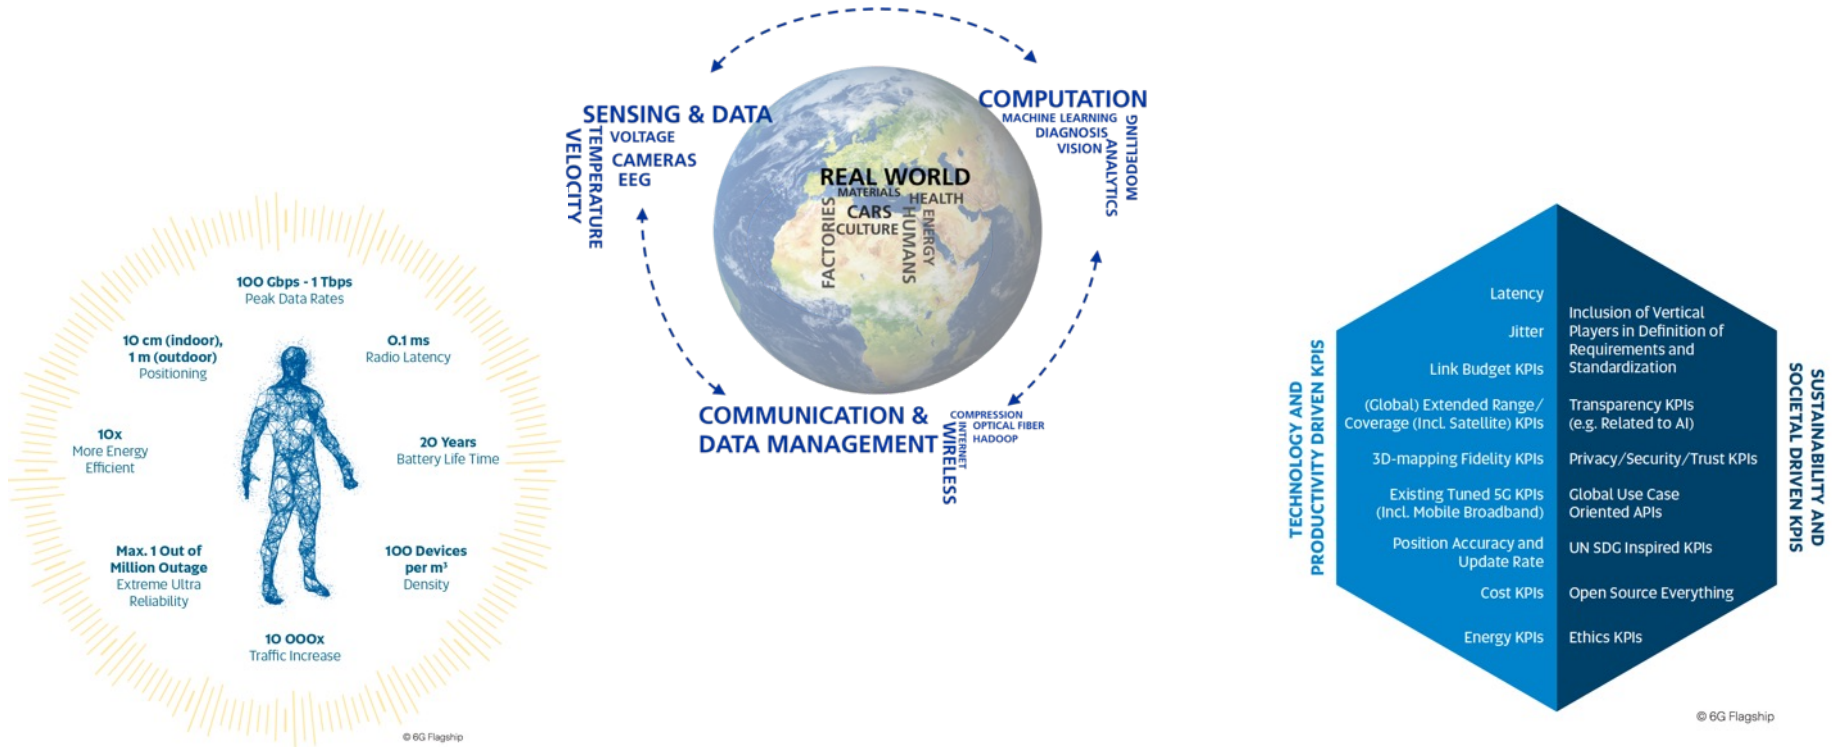 100 Gbps - 1 Tbps
Peak Data Rates
10 cm (indoor),
1 m (outdoor)
Positioning
0.1 ms
Radio Latency
10x
More Energy
Efficient
20 Years
Battery Life Time
Max. 1 Out of
Million Outage
Extreme Ultra
Reliability
100 Devices
per m³
Density
10 000x
Traffic Increase
© 6G Flagship
SENSING & DATA
VOLTAGE
CAMERAS
EEG
TEMPERATURE
VELOCITY
COMPUTATION
MACHINE LEARNING
DIAGNOSIS
VISION
ANALYTICS
MODELLING
REAL WORLD
MATERIALS
HEALTH
CARS
CULTURE
FACTORIES
HUMANS
ENERGY
COMMUNICATION &
DATA MANAGEMENT
COMPRESSION
OPTICAL FIBER
HADOOP
INTERNET
WIRELESS
TECHNOLOGY AND
PRODUCTIVITY DRIVEN KPIS
Latency
Jitter
Link Budget KPIs
(Global) Extended Range/
Coverage (Incl. Satellite) KPIs
3D-mapping Fidelity KPIs
Existing Tuned 5G KPIs
(Incl. Mobile Broadband)
Position Accuracy and
Update Rate
Cost KPIs
Energy KPIs
Inclusion of Vertical
Players in Definition of
Requirements and
Standardization
Transparency KPIs
(e.g. Related to AI)
Privacy/Security/Trust KPIs
Global Use Case
Oriented APIs
UN SDG Inspired KPIs
Open Source Everything
Ethics KPIs
SUSTAINABILITY AND
SOCIETAL DRIVEN KPIS
© 6G Flagship